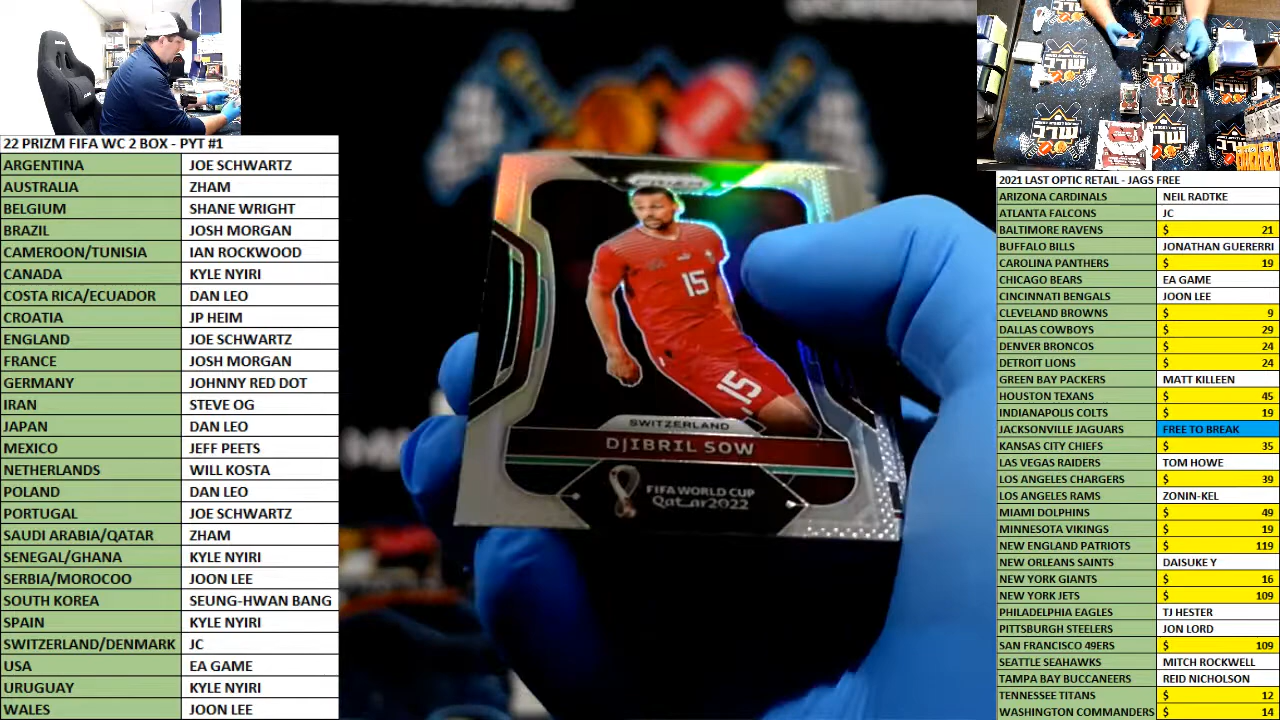 22 PRIZM FIFA WC 2 BOX - PYT #1
ARGENTINA JOE SCHWARTZ
AUSTRALIA ZHAM
BELGIUM SHANE WRIGHT
BRAZIL JOSH MORGAN
CAMEROON/TUNISIA IAN ROCKWOOD
CANADA KYLE NYIRI
COSTA RICA/ECUADOR DAN LEO
CROATIA JP HEIM
ENGLAND JOE SCHWARTZ
FRANCE JOSH MORGAN
GERMANY JOHNNY RED DOT
IRAN STEVE OG
JAPAN DAN LEO
MEXICO JEFF PEETS
NETHERLANDS WILL KOSTA
POLAND DAN LEO
PORTUGAL JOE SCHWARTZ
SAUDI ARABIA/QATAR ZHAM
SENEGAL/GHANA KYLE NYIRI
SERBIA/MOROCOO JOON LEE
SOUTH KOREA SEUNG-HWAN BANG
SPAIN KYLE NYIRI
SWITZERLAND/DENMARK JC
USA EA GAME
URUGUAY KYLE NYIRI
WALES JOON LEE
PRIZM
15
15
SWITZERLAND
DJIBRIL SOW
FIFA WORLD CUP
Qatar2022
2021 LAST OPTIC RETAIL - JAGS FREE
ARIZONA CARDINALS NEIL RADTKE
ATLANTA FALCONS JC
BALTIMORE RAVENS $ 21
BUFFALO BILLS JONATHAN GUERERRI
CAROLINA PANTHERS $ 19
CHICAGO BEARS EA GAME
CINCINNATI BENGALS JOON LEE
CLEVELAND BROWNS $ 9
DALLAS COWBOYS $ 29
DENVER BRONCOS $ 24
DETROIT LIONS $ 24
GREEN BAY PACKERS MATT KILLEEN
HOUSTON TEXANS $ 45
INDIANAPOLIS COLTS $ 19
JACKSONVILLE JAGUARS FREE TO BREAK
KANSAS CITY CHIEFS $ 35
LAS VEGAS RAIDERS TOM HOWE
LOS ANGELES CHARGERS $ 39
LOS ANGELES RAMS ZONIN-KEL
MIAMI DOLPHINS $ 49
MINNESOTA VIKINGS $ 19
NEW ENGLAND PATRIOTS $ 119
NEW ORLEANS SAINTS DAISUKE Y
NEW YORK GIANTS $ 16
NEW YORK JETS $ 109
PHILADELPHIA EAGLES TJ HESTER
PITTSBURGH STEELERS JON LORD
SAN FRANCISCO 49ERS $ 109
SEATTLE SEAHAWKS MITCH ROCKWELL
TAMPA BAY BUCCANEERS REID NICHOLSON
TENNESSEE TITANS $ 12
WASHINGTON COMMANDERS $ 14